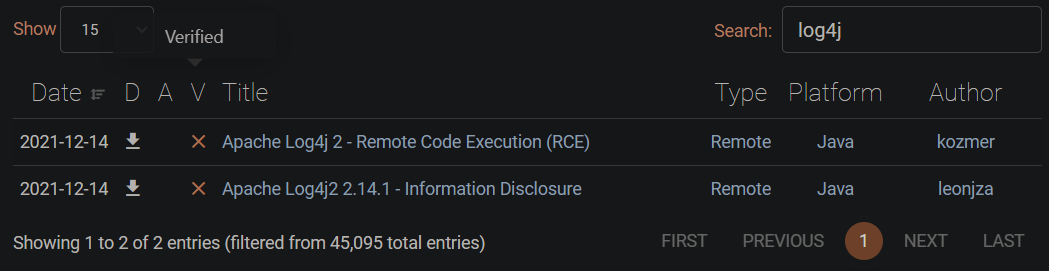 Show 15 Verified Search: log4j
Date D A V Title Type Platform Author
2021-12-14 Apache Log4j 2 - Remote Code Execution (RCE) Remote Java kozmer
2021-12-14 Apache Log4j2 2.14.1 - Information Disclosure Remote Java leonjza
Showing 1 to 2 of 2 entries (filtered from 45,095 total entries) FIRST PREVIOUS 1 NEXT LAST